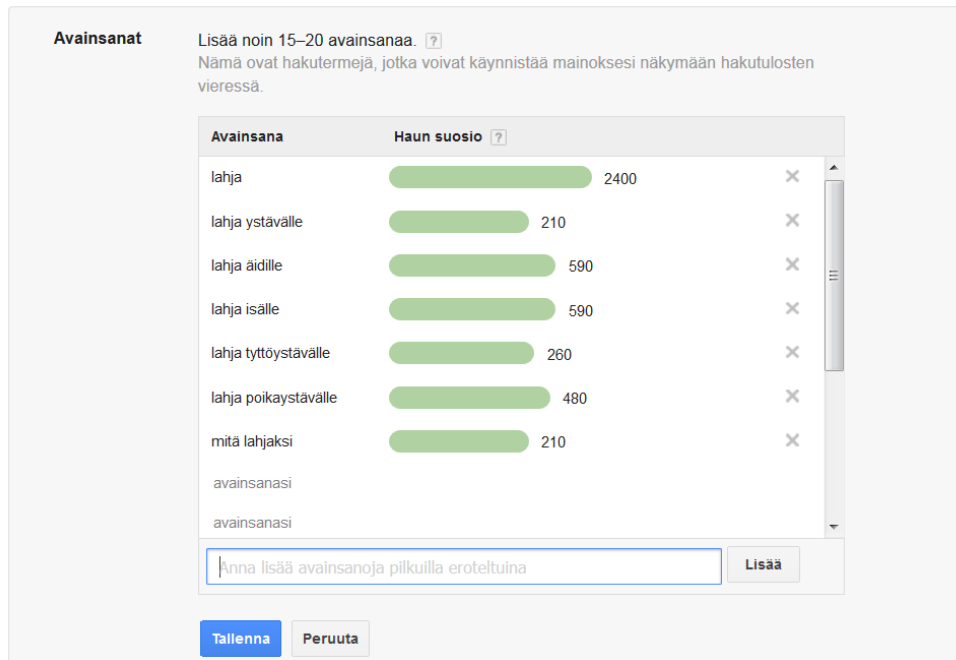 Avainsanat
Lisää noin 15–20 avainsanaa. ?
Nämä ovat hakutermejä, jotka voivat käynnistää mainoksesi näkymään hakutulosten
vieressä.
Avainsana Haun suosio ?
lahja 2400
lahja ystävälle 210
lahja äidille 590
lahja isälle 590
lahja tyttöystävälle 260
lahja poikaystävälle 480
mitä lahjaksi 210
avainsanasi
avainsanasi
Anna lisää avainsanoja pilkuilla eroteltuina Lisää
Tallenna Peruuta